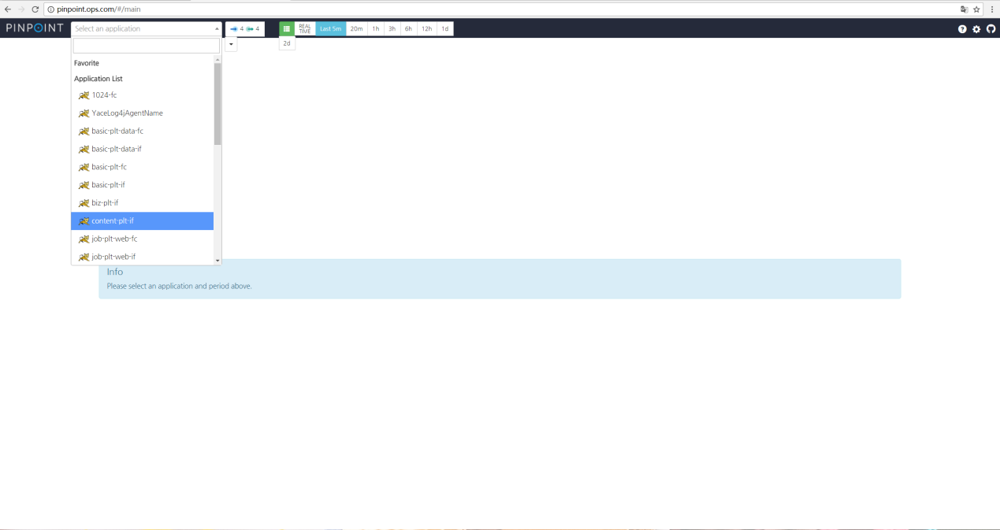 pinpoint.ops.com/#/main
PINPOINT
Select an application
4 4
REAL TIME
Last 5m 20m 1h 3h 6h 12h 1d
2d
Favorite
Application List
1024-fc
YaceLog4jAgentName
basic-plt-data-fc
basic-plt-data-if
basic-plt-fc
basic-plt-if
biz-plt-if
content-plt-if
job-plt-web-fc
job-plt-web-if
Info
Please select an application and period above.